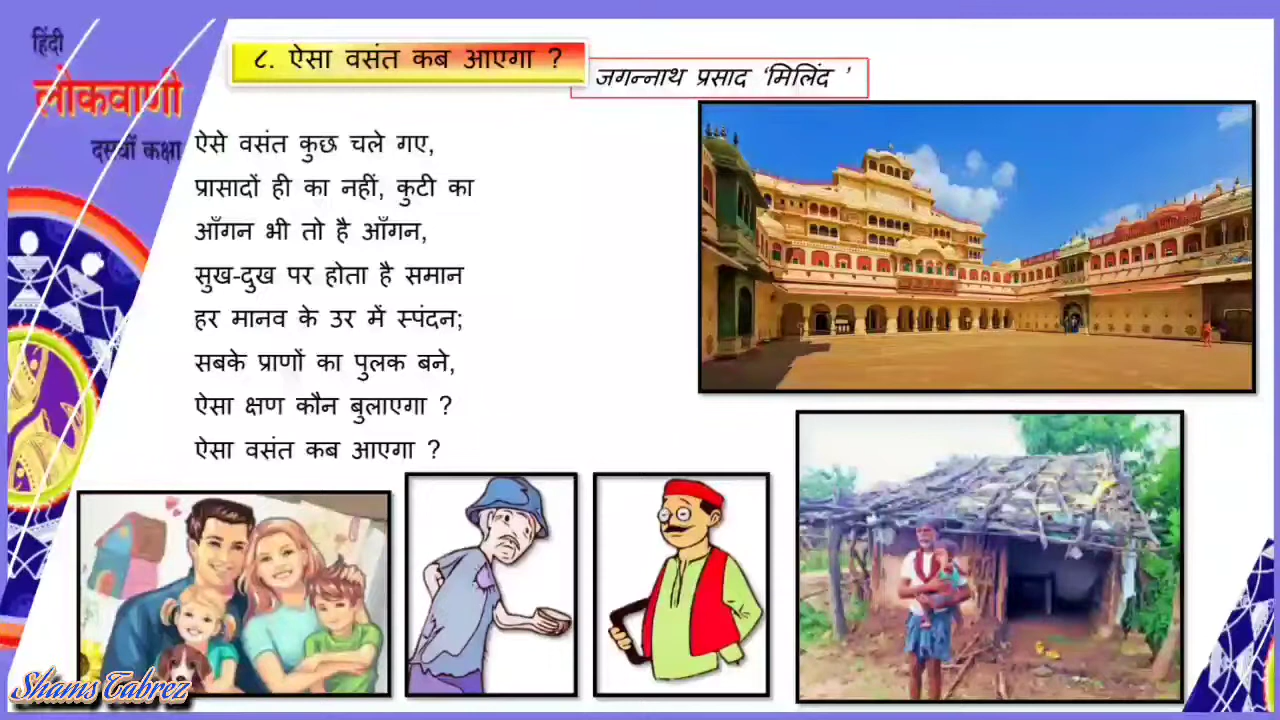 हिंदी
लोकवाणी
दसवीं कक्षा
८. ऐसा वसंत कब आएगा ?
जगन्नाथ प्रसाद ‘मिलिंद ’
ऐसे वसंत कुछ चले गए,
प्रासादों ही का नहीं, कुटी का
आँगन भी तो है आँगन,
सुख-दुख पर होता है समान
हर मानव के उर में स्पंदन;
सबके प्राणों का पुलक बने,
ऐसा क्षण कौन बुलाएगा ?
ऐसा वसंत कब आएगा ?
Shams Tabrez